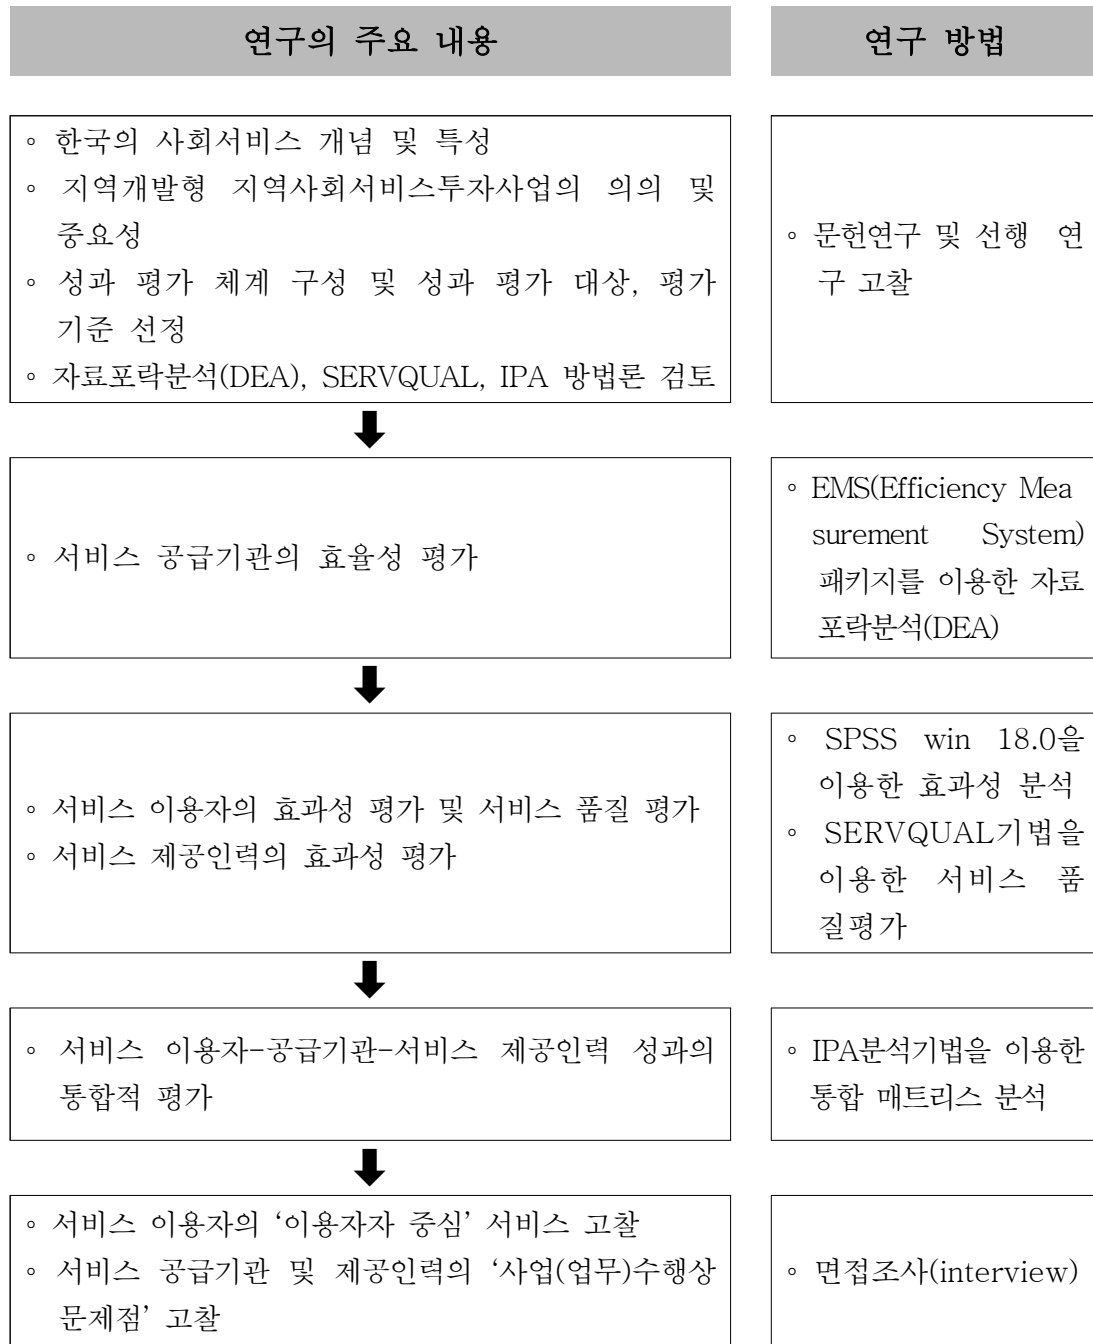 연구의 주요 내용
연구 방법
◦ 한국의 사회서비스 개념 및 특성
◦ 지역개발형 지역사회서비스투자사업의 의의 및
중요성
◦ 성과 평가 체계 구성 및 성과 평가 대상, 평가
기준 선정
◦ 자료포락분석(DEA), SERVQUAL, IPA 방법론 검토
◦ 문헌연구 및 선행 연
구 고찰
◦ 서비스 공급기관의 효율성 평가
◦ EMS(Efficiency Mea
surement System)
패키지를 이용한 자료
포락분석(DEA)
◦ 서비스 이용자의 효과성 평가 및 서비스 품질 평가
◦ 서비스 제공인력의 효과성 평가
◦ SPSS win 18.0을
이용한 효과성 분석
◦ SERVQUAL기법을
이용한 서비스 품
질평가
◦ 서비스 이용자-공급기관-서비스 제공인력 성과의
통합적 평가
◦ IPA분석기법을 이용한
통합 매트리스 분석
◦ 서비스 이용자의 ‘이용자자 중심’ 서비스 고찰
◦ 서비스 공급기관 및 제공인력의 ‘사업(업무)수행상
문제점’ 고찰
◦ 면접조사(interview)